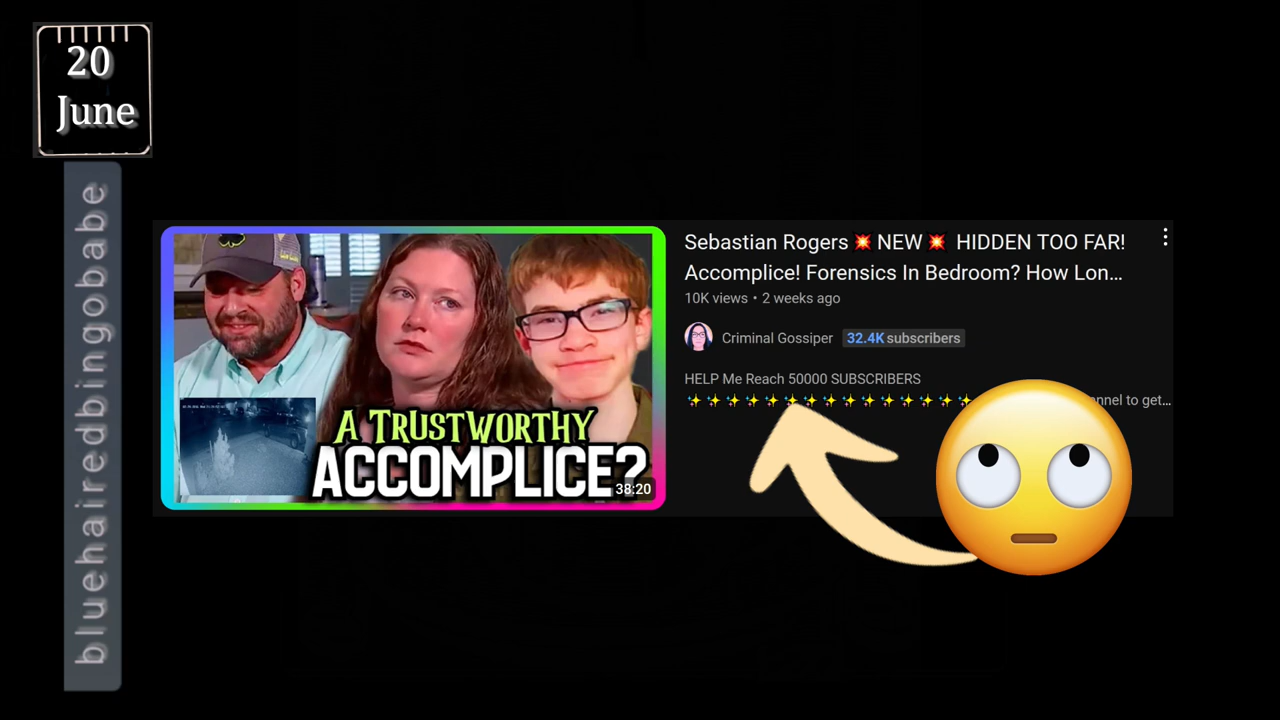 20
June
bluehairedbingobabe
A TRUSTWORTHY
ACCOMPLICE?
38:20
Sebastian Rogers 💥 NEW 💥 HIDDEN TOO FAR!
Accomplice! Forensics In Bedroom? How Lon...
10K views • 2 weeks ago
Criminal Gossiper 32.4K subscribers
HELP Me Reach 50000 SUBSCRIBERS
✨✨✨✨✨✨✨✨✨✨✨✨✨✨✨ to get...